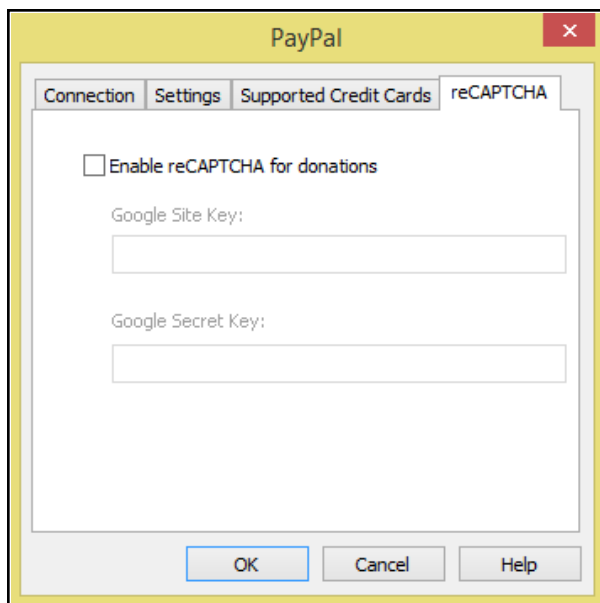 PayPal
Connection Settings Supported Credit Cards reCAPTCHA
Enable reCAPTCHA for donations
Google Site Key:
Google Secret Key:
OK Cancel Help